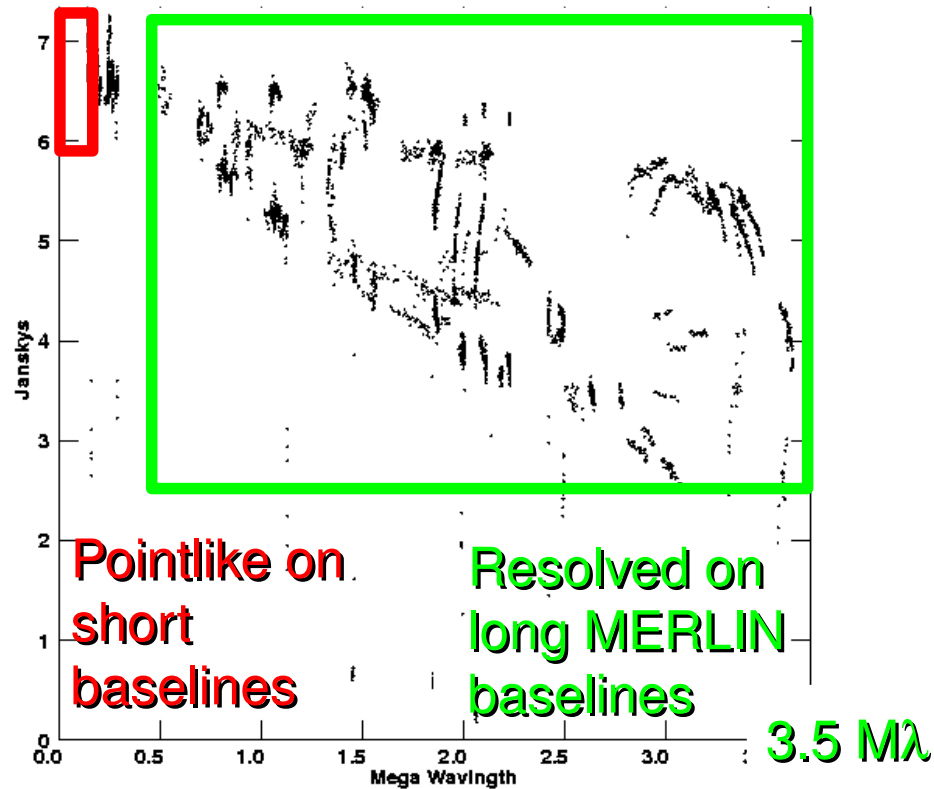 7
6
5
4
3
2
1
0
Janskys
Pointlike on
short
baselines
Resolved on
long MERLIN
baselines
0.0 0.5 1.0 1.5 2.0 2.5 3.0
3.5 Mλ
Mega Wavlngth